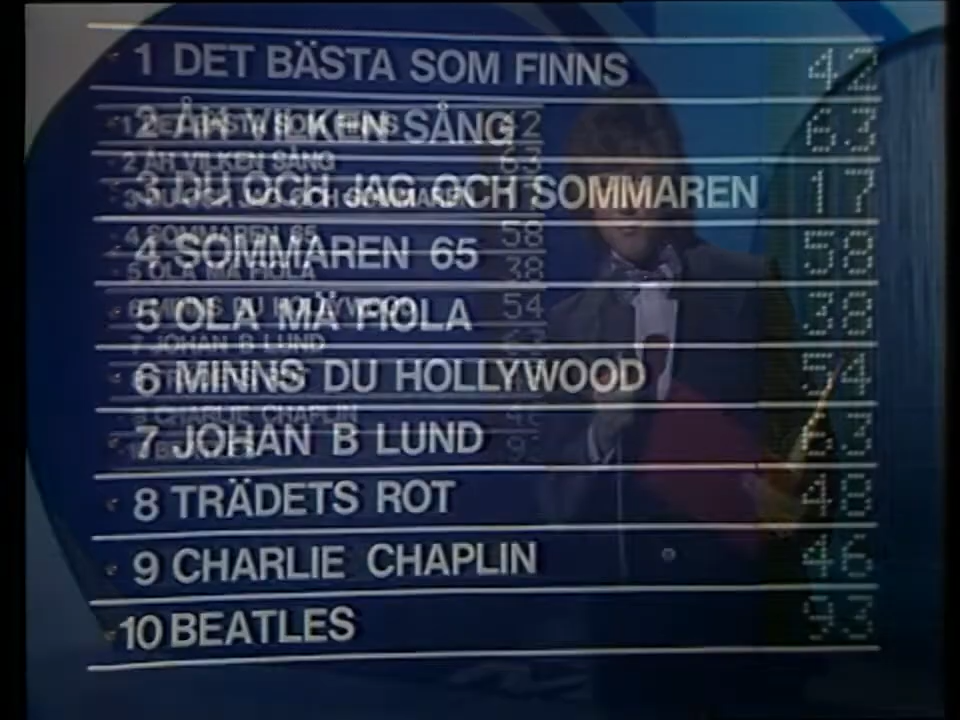 1 DET BÄSTA SOM FINNS 42
2 ÅH VILKEN SÅNG 63
3 DU OCH JAG OCH SOMMAREN 17
4 SOMMAREN 65 58
5 OLA MÄ FIOLA 38
6 MINNS DU HOLLYWOOD 54
7 JOHAN B LUND 63
8 TRÄDETS ROT 48
9 CHARLIE CHAPLIN 46
10 BEATLES 93